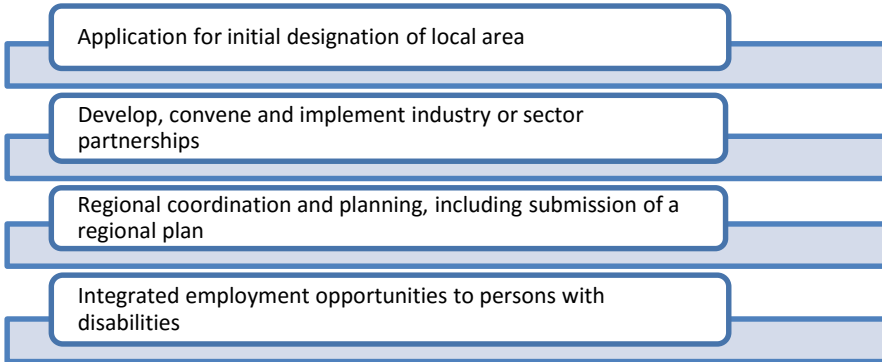 Application for initial designation of local area
Develop, convene and implement industry or sector
partnerships
Regional coordination and planning, including submission of a
regional plan
Integrated employment opportunities to persons with
disabilities